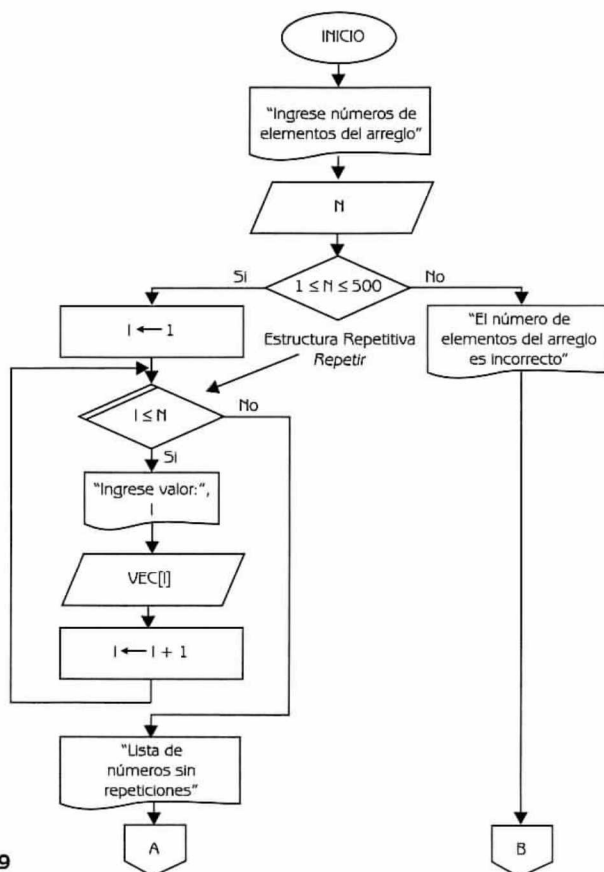 INICIO
“Ingrese números de
elementos del arreglo”
N
Si
1 ≤ N ≤ 500
No
I ← 1
Estructura Repetitiva
Repetir
“El número de
elementos del arreglo
es incorrecto”
I ≤ N
No
Si
“Ingrese valor:”,
I
VEC[I]
I ← I + 1
“Lista de
números sin
repeticiones”
A
B
9